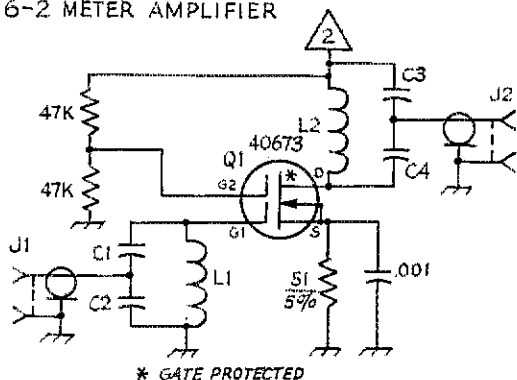 6-2 METER AMPLIFIER
2
C3
J2
47K
L2
Q1
40673
*
D
C4
G2
47K
G1
S
J1
C1
L1
C2
51
5%
.001
* GATE PROTECTED